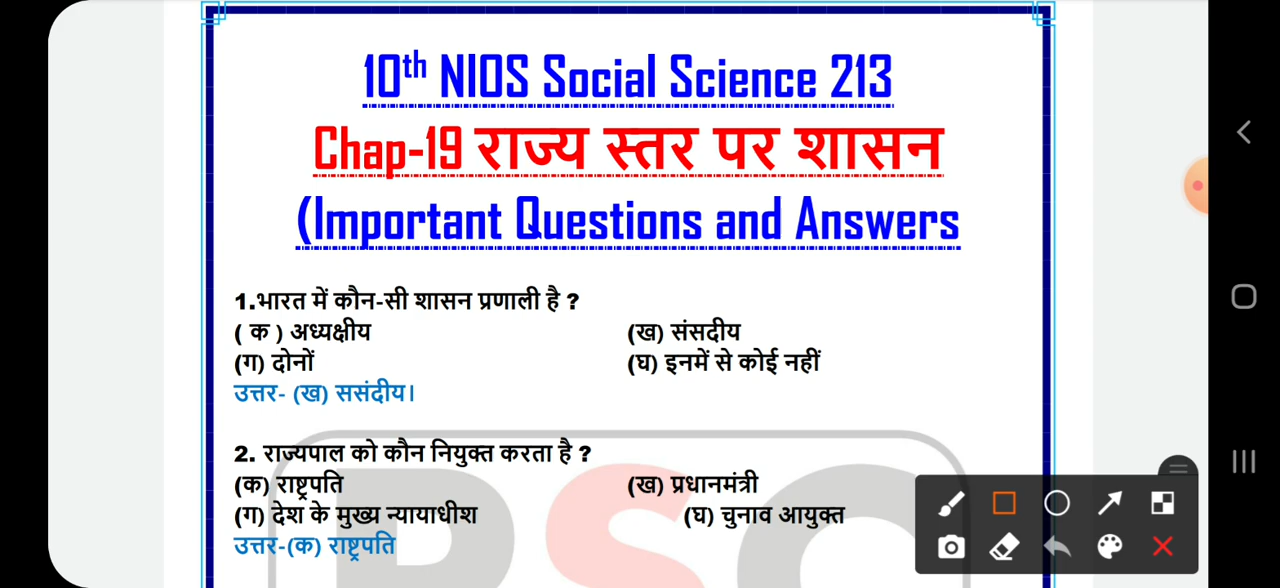 10th NIOS Social Science 213
Chap-19 राज्य स्तर पर शासन
(Important Questions and Answers
1.भारत में कौन-सी शासन प्रणाली है ?
( क ) अध्यक्षीय (ख) संसदीय
(ग) दोनों (घ) इनमें से कोई नहीं
उत्तर- (ख) ससंदीय।
2. राज्यपाल को कौन नियुक्त करता है ?
(क) राष्ट्रपति (ख) प्रधानमंत्री
(ग) देश के मुख्य न्यायाधीश (घ) चुनाव आयुक्त
उत्तर-(क) राष्ट्रपति
PSC